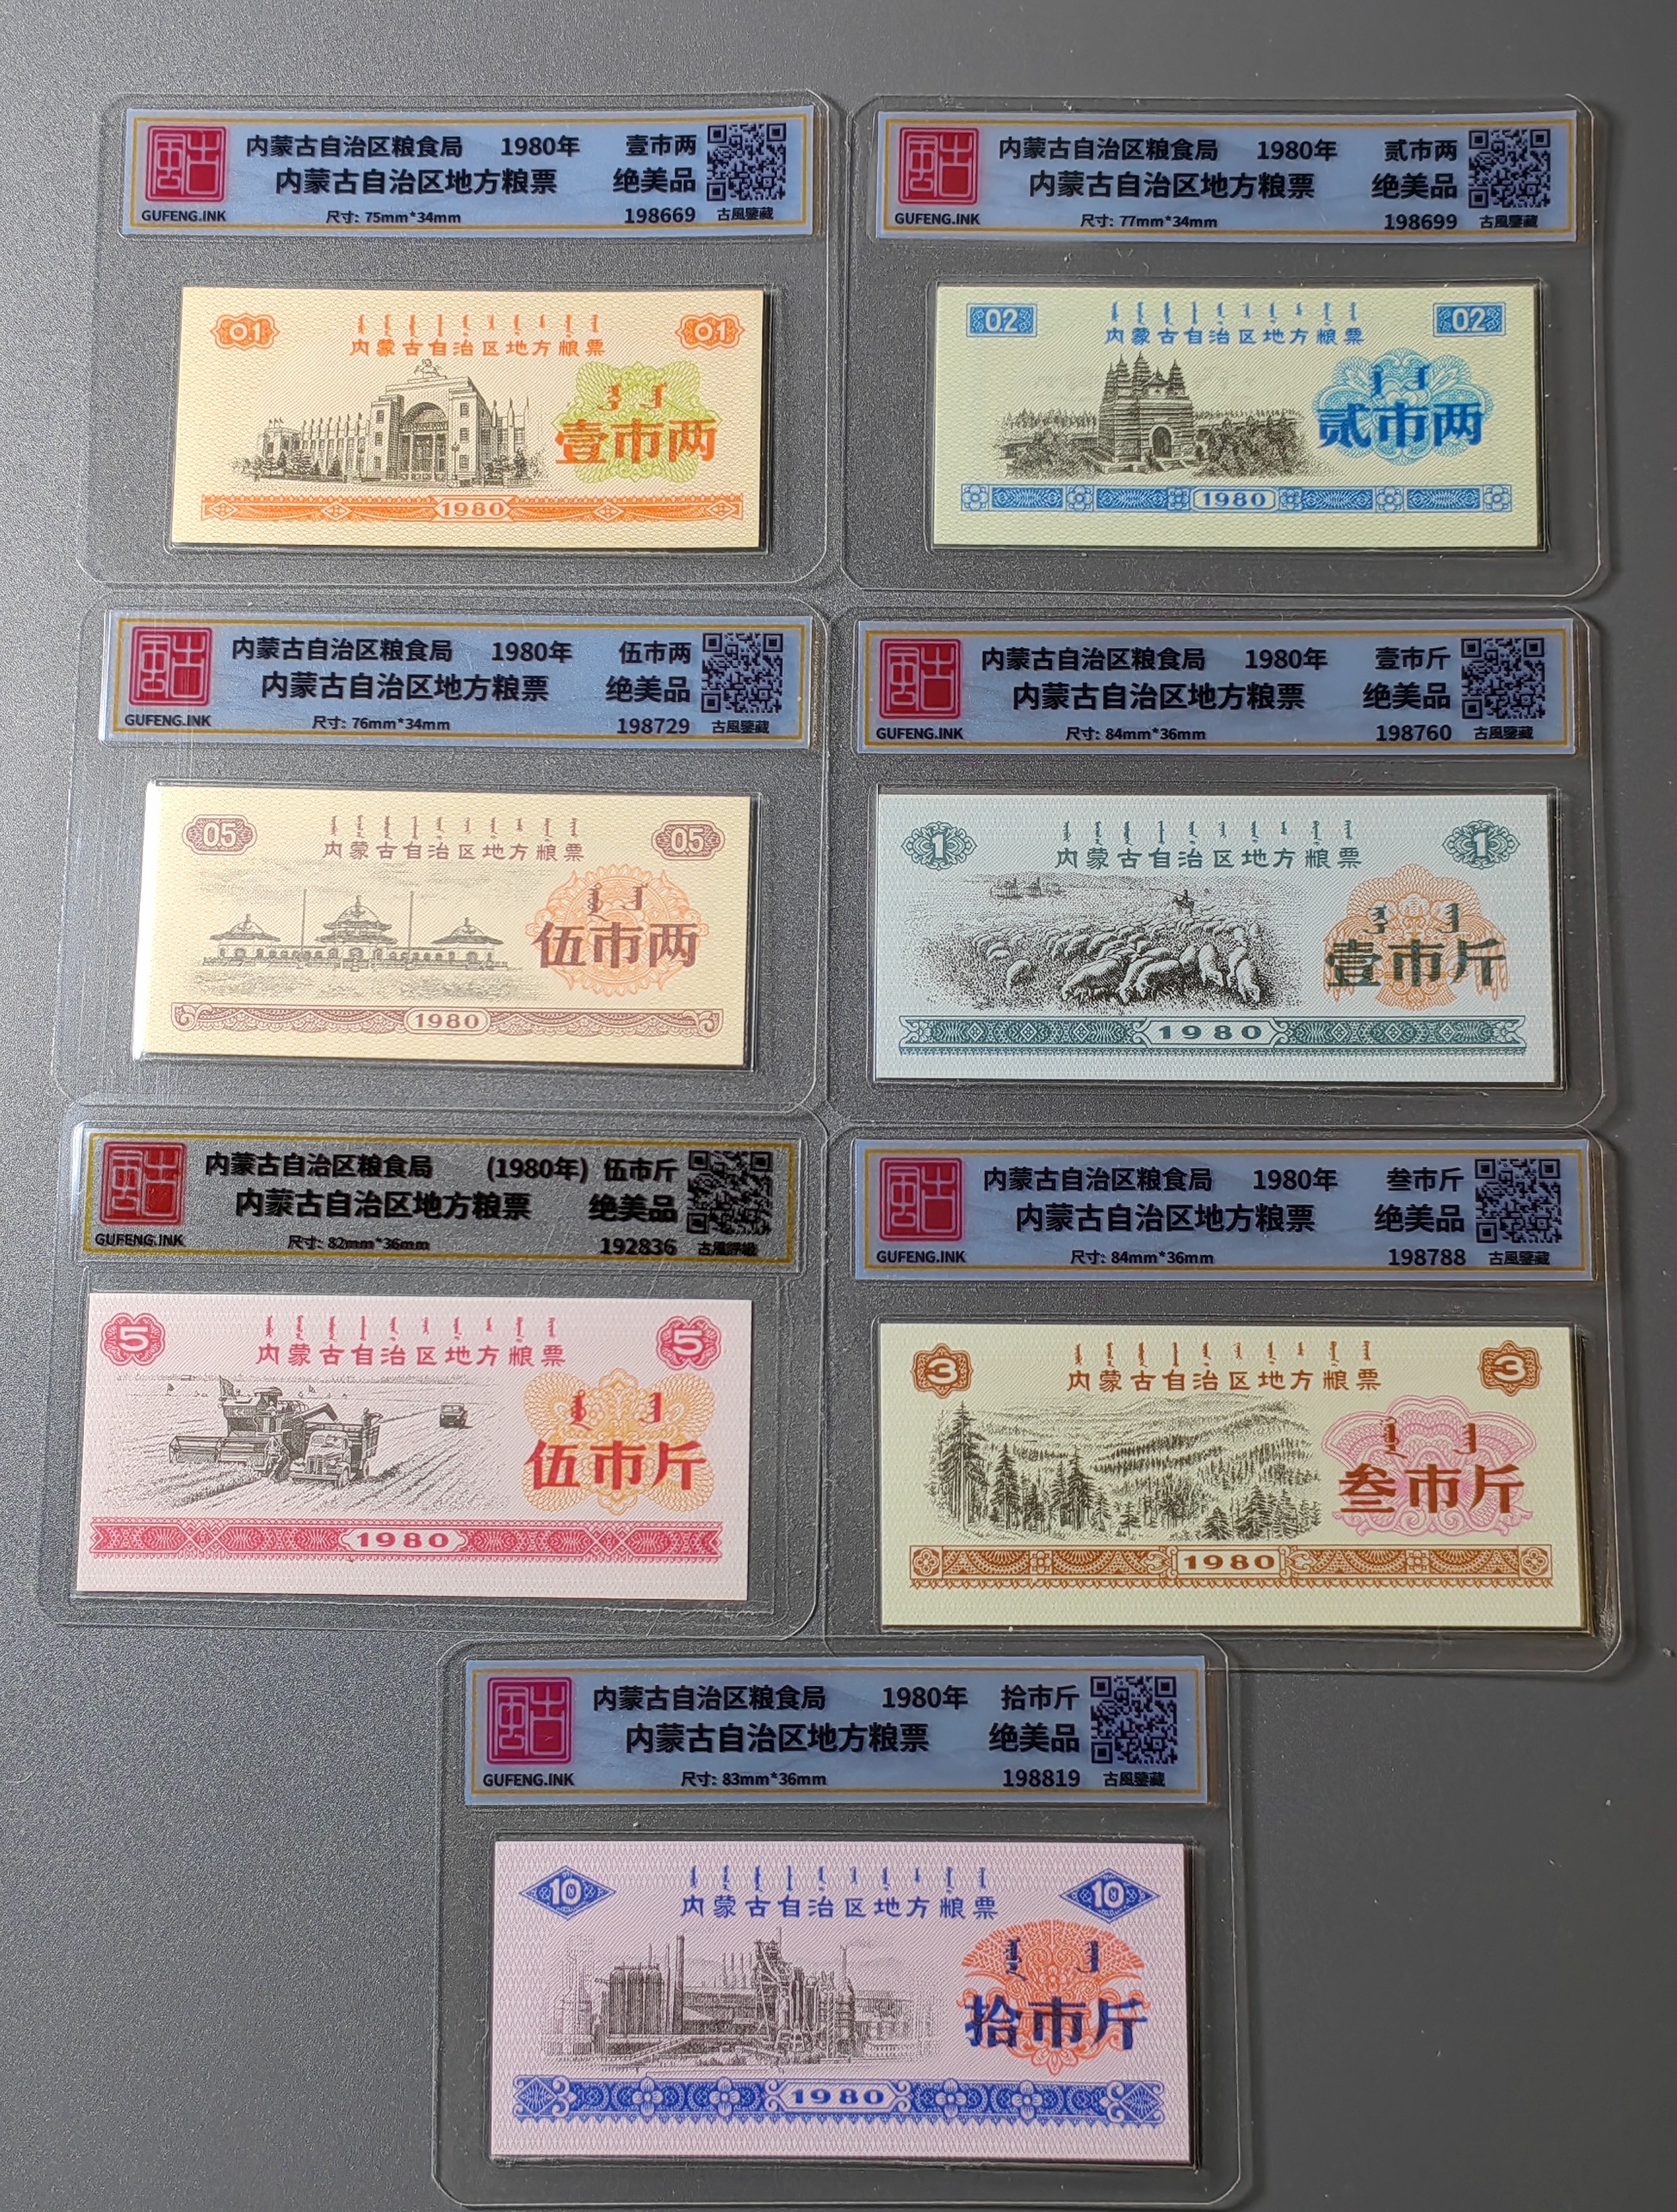 内蒙古自治区粮食局 1980年 壹市两
内蒙古自治区地方粮票 绝美品
GUFENG.INK 尺寸: 75mm*34mm 198669 古風鑒藏
01 01
内蒙古自治区地方粮票
壹市两
1980
内蒙古自治区粮食局 1980年 贰市两
内蒙古自治区地方粮票 绝美品
GUFENG.INK 尺寸: 77mm*34mm 198699 古風鑒藏
02 02
内蒙古自治区地方粮票
贰市两
1980
内蒙古自治区粮食局 1980年 伍市两
内蒙古自治区地方粮票 绝美品
GUFENG.INK 尺寸: 76mm*34mm 198729 古風鑒藏
05 05
内蒙古自治区地方粮票
伍市两
1980
内蒙古自治区粮食局 1980年 壹市斤
内蒙古自治区地方粮票 绝美品
GUFENG.INK 尺寸: 84mm*36mm 198760 古風鑒藏
1 1
内蒙古自治区地方粮票
壹市斤
1980
内蒙古自治区粮食局 (1980年) 伍市斤
内蒙古自治区地方粮票 绝美品
GUFENG.INK 尺寸: 82mm*36mm 192836 古風評級
5 5
内蒙古自治区地方粮票
伍市斤
1980
内蒙古自治区粮食局 1980年 叁市斤
内蒙古自治区地方粮票 绝美品
GUFENG.INK 尺寸: 84mm*36mm 198788 古風鑒藏
3 3
内蒙古自治区地方粮票
叁市斤
1980
内蒙古自治区粮食局 1980年 拾市斤
内蒙古自治区地方粮票 绝美品
GUFENG.INK 尺寸: 83mm*36mm 198819 古風鑒藏
10 10
内蒙古自治区地方粮票
拾市斤
1980